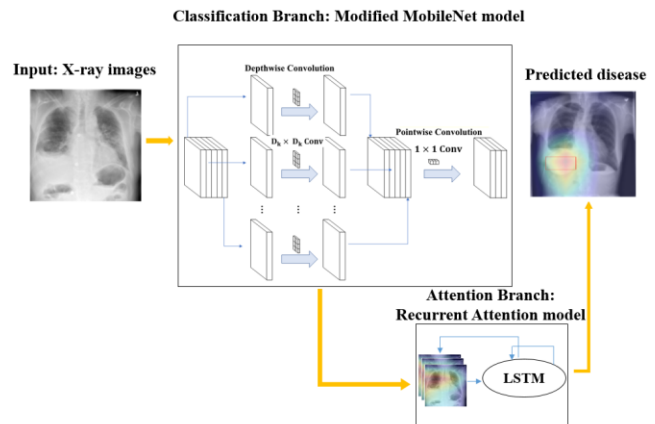 Classification Branch: Modified MobileNet model
Input: X-ray images
Predicted disease
Depthwise Convolution
D_k × D_k Conv
Pointwise Convolution
1 × 1 Conv
...
...
...
Attention Branch:
Recurrent Attention model
LSTM